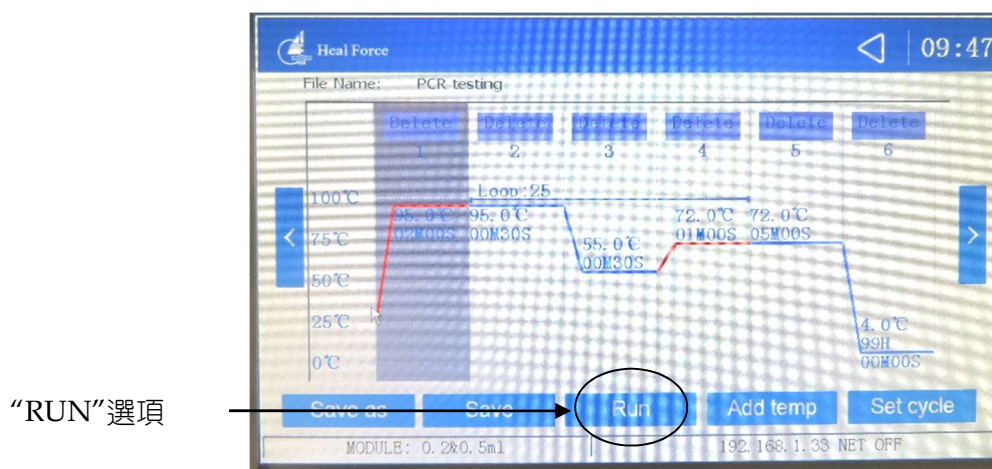 Heal Force
09:47
File Name: PCR testing
Delete Delete Delete Delete Delete Delete
1 2 3 4 5 6
Loop:25
100℃
75℃
50℃
25℃
0℃
95.0℃
02M00S
95.0℃
00M30S
55.0℃
00M30S
72.0℃
01M00S
72.0℃
05M00S
4.0℃
99H
00M00S
“RUN”選項
Save as Save Run Add temp Set cycle
MODULE: 0.2&0.5ml 192.168.1.33 NET OFF